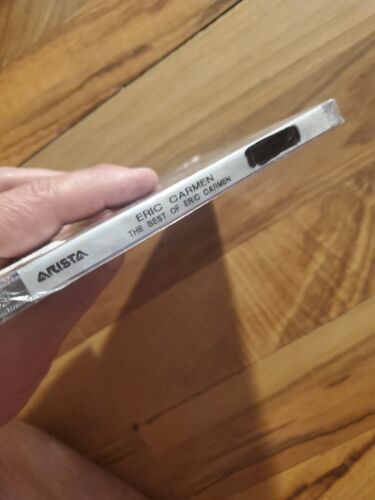 ARISTA
ERIC CARMEN
THE BEST OF ERIC CARMEN